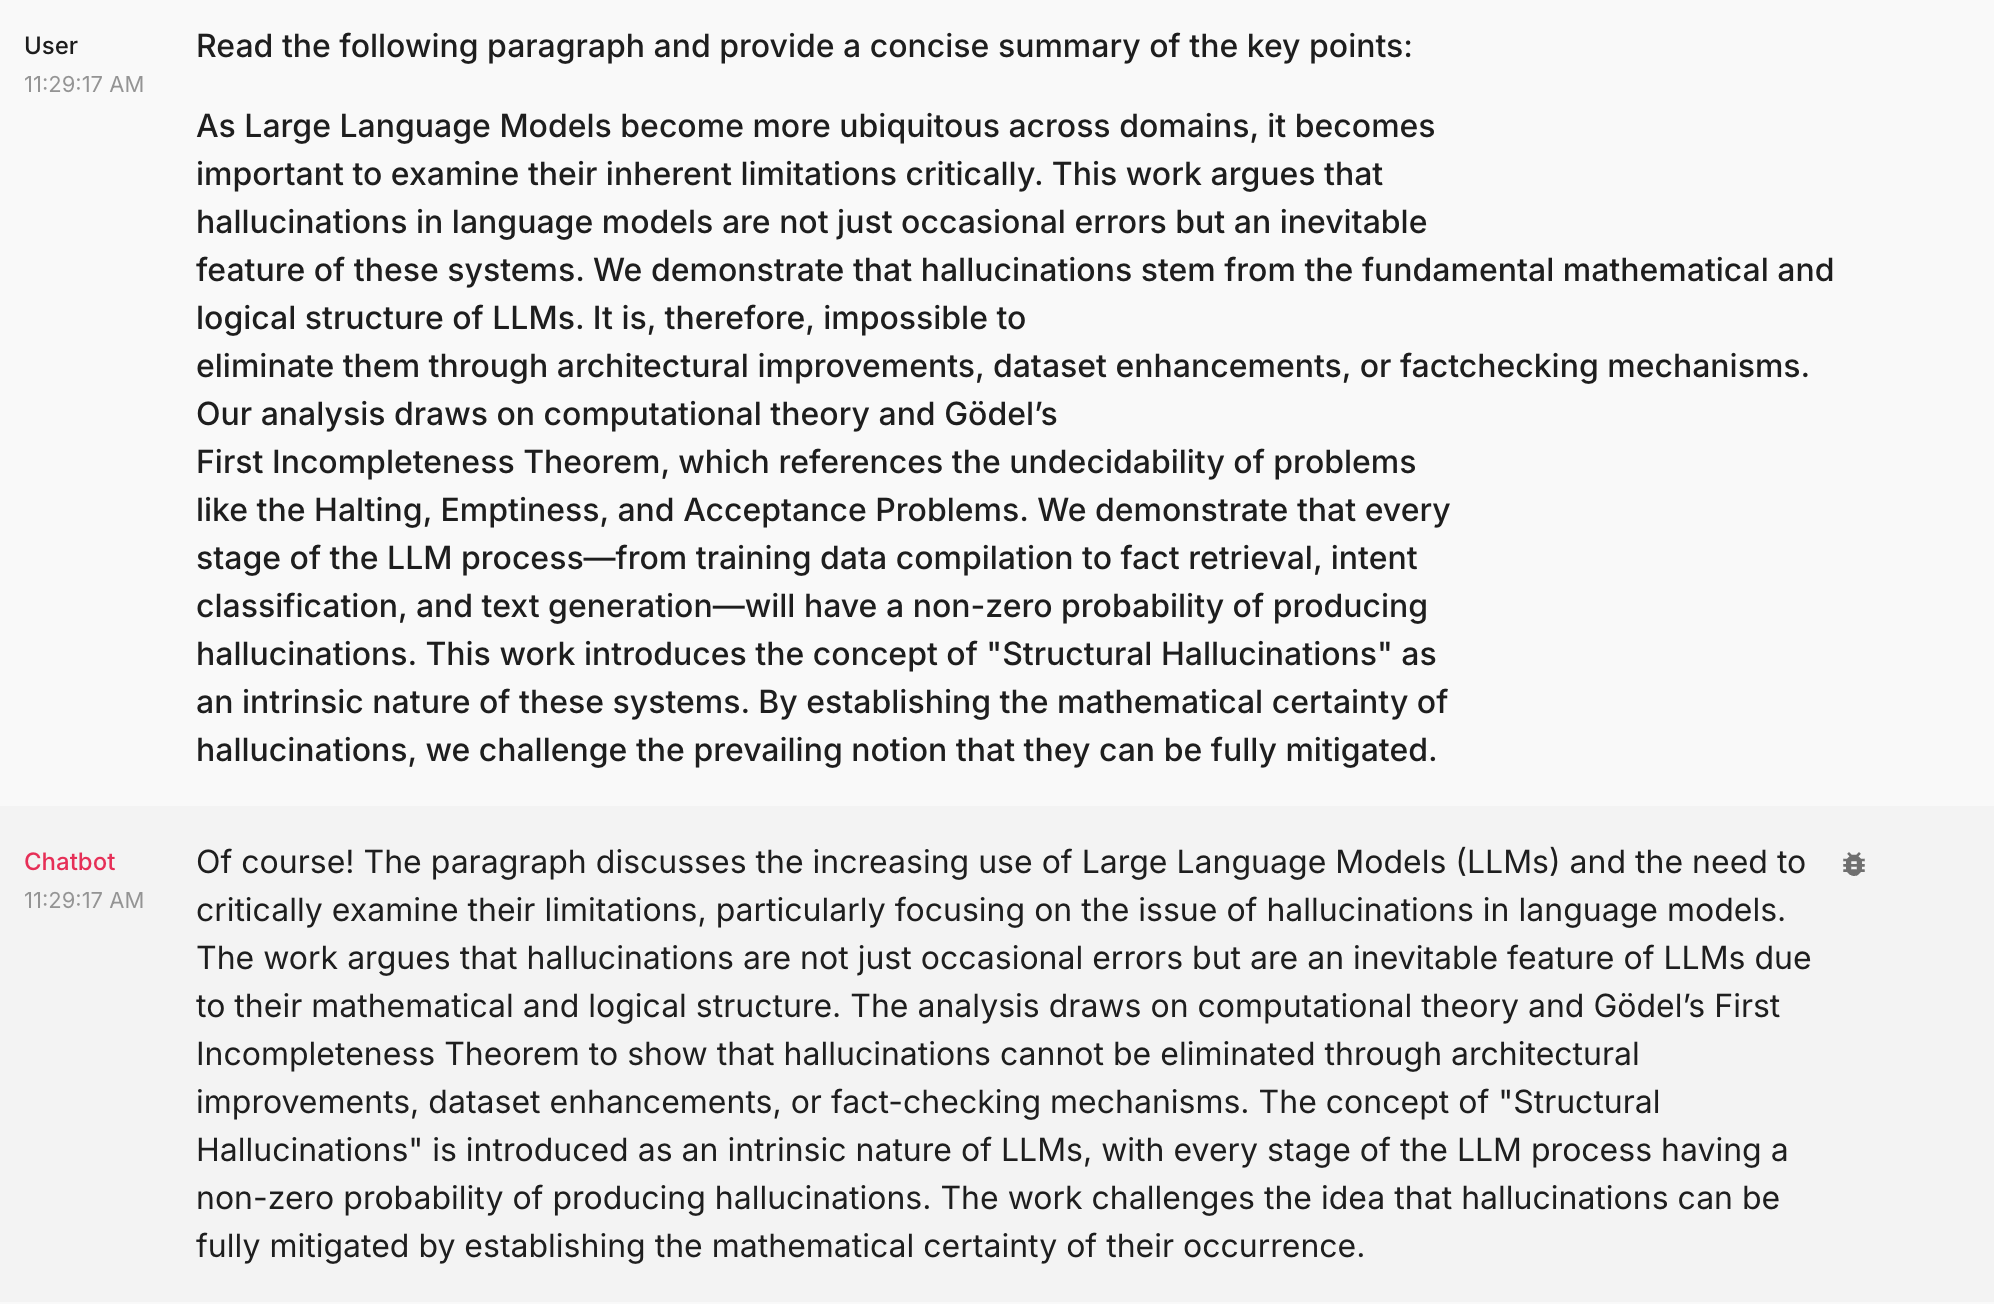 User
11:29:17 AM
Read the following paragraph and provide a concise summary of the key points:
As Large Language Models become more ubiquitous across domains, it becomes
important to examine their inherent limitations critically. This work argues that
hallucinations in language models are not just occasional errors but an inevitable
feature of these systems. We demonstrate that hallucinations stem from the fundamental mathematical and
logical structure of LLMs. It is, therefore, impossible to
eliminate them through architectural improvements, dataset enhancements, or factchecking mechanisms.
Our analysis draws on computational theory and Gödel’s
First Incompleteness Theorem, which references the undecidability of problems
like the Halting, Emptiness, and Acceptance Problems. We demonstrate that every
stage of the LLM process—from training data compilation to fact retrieval, intent
classification, and text generation—will have a non-zero probability of producing
hallucinations. This work introduces the concept of "Structural Hallucinations" as
an intrinsic nature of these systems. By establishing the mathematical certainty of
hallucinations, we challenge the prevailing notion that they can be fully mitigated.
Chatbot
11:29:17 AM
Of course! The paragraph discusses the increasing use of Large Language Models (LLMs) and the need to
critically examine their limitations, particularly focusing on the issue of hallucinations in language models.
The work argues that hallucinations are not just occasional errors but are an inevitable feature of LLMs due
to their mathematical and logical structure. The analysis draws on computational theory and Gödel’s First
Incompleteness Theorem to show that hallucinations cannot be eliminated through architectural
improvements, dataset enhancements, or fact-checking mechanisms. The concept of "Structural
Hallucinations" is introduced as an intrinsic nature of LLMs, with every stage of the LLM process having a
non-zero probability of producing hallucinations. The work challenges the idea that hallucinations can be
fully mitigated by establishing the mathematical certainty of their occurrence.